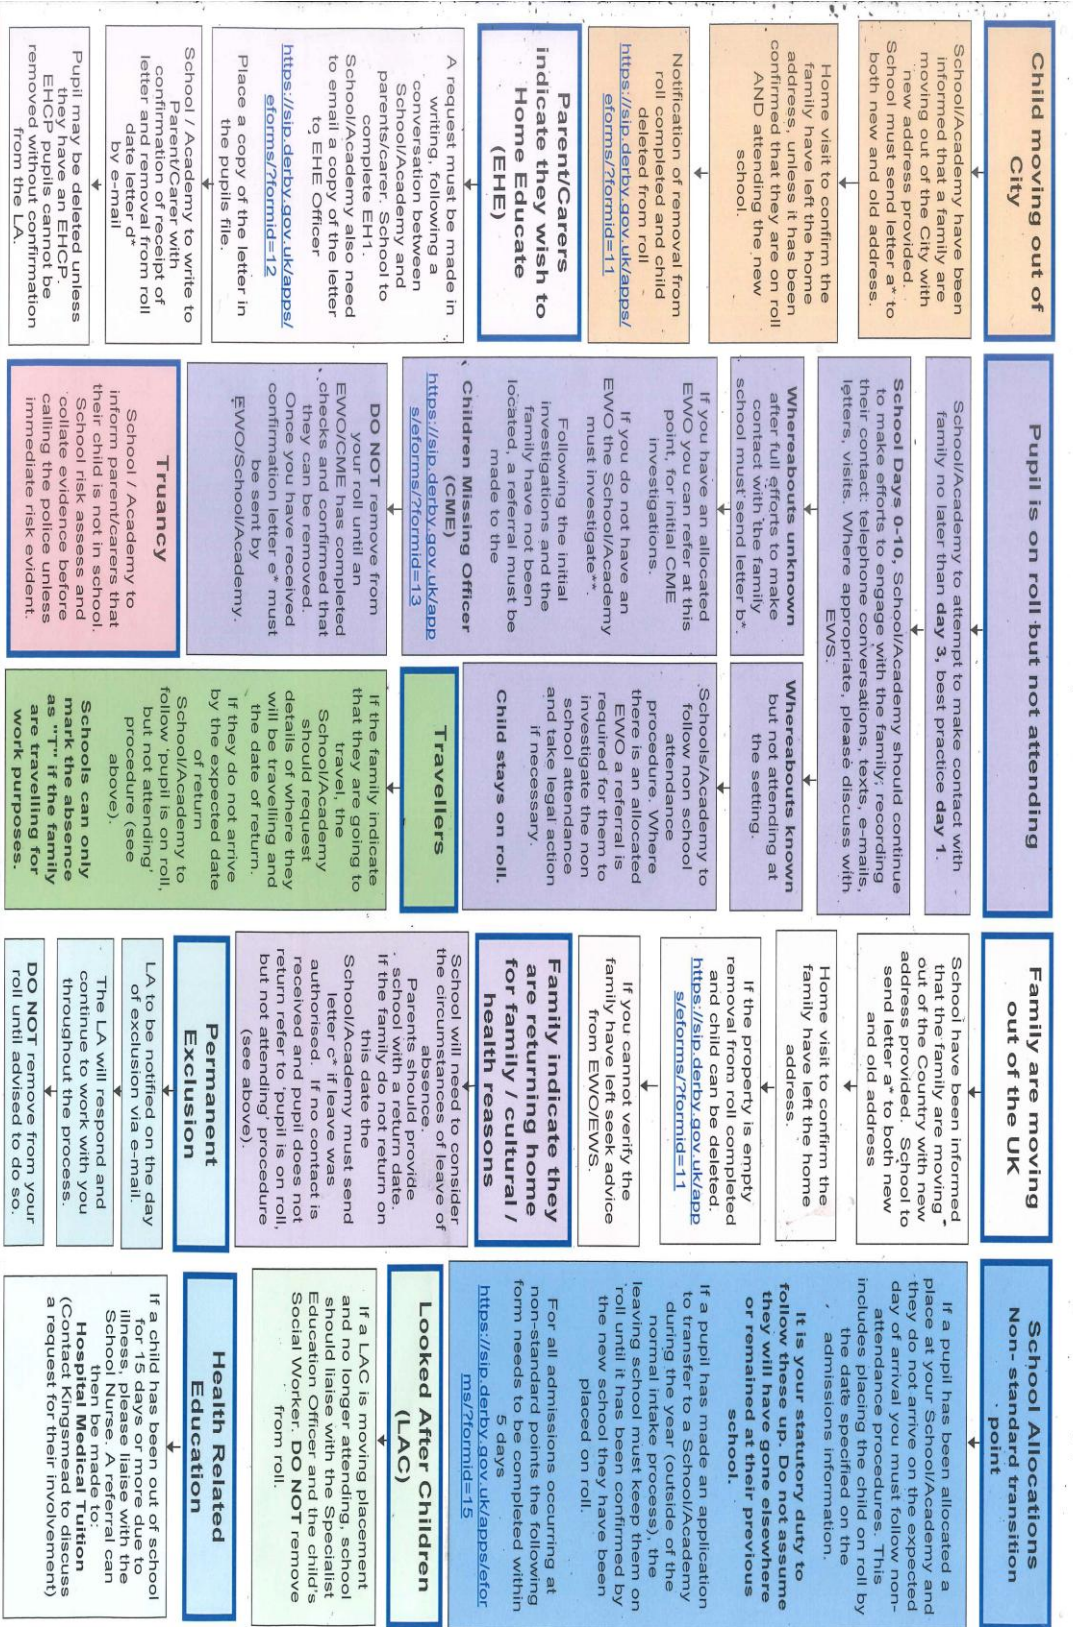 Child moving out of
City
School/Academy have been
informed that a family are
moving out of the City with
new address provided.
School must send letter a* to
both new and old address.
Home visit to confirm the
family have left the home
address, unless it has been
confirmed that they are on roll
AND attending the new
school.
Notification of removal from
roll completed and child
deleted from roll
https://sip.derby.gov.uk/apps/
eforms/?formid=11
Parent/Carers
indicate they wish to
Home Educate
(EHE)
A request must be made in
writing, following a
conversation between
School/Academy and
parents/carer. School to
complete EH1.
School/Academy also need
to email a copy of the letter
to EHE Officer
https://sip.derby.gov.uk/apps/
eforms/?formid=12
Place a copy of the letter in
the pupils file.
School / Academy to write to
Parent/Carer with
confirmation of receipt of
letter and removal from roll
date letter d*
by e-mail
Pupil may be deleted unless
they have an EHCP.
EHCP pupils cannot be
removed without confirmation
from the LA.
Pupil is on roll but not attending
School/Academy to attempt to make contact with
family no later than day 3, best practice day 1.
School Days 0-10, School/Academy should continue
to make efforts to engage with the family; recording
their contact: telephone conversations, texts, e-mails,
letters, visits. Where appropriate, please discuss with
EWS.
Whereabouts unknown
after full efforts to make
contact with the family
school must send letter b*.
If you have an allocated
EWO you can refer at this
point, for initial CME
investigations.
If you do not have an
EWO the School/Academy
must investigate**.
Following the initial
investigations and the
family have not been
located, a referral must be
made to the
Children Missing Officer
(CME)
https://sip.derby.gov.uk/app
s/eforms/?formid=13
DO NOT remove from
your roll until an
EWO/CME has completed
checks and confirmed that
they can be removed.
Once you have received
confirmation letter e* must
be sent by
EWO/School/Academy.
Truancy
School / Academy to
inform parent/carers that
their child is not in school.
School risk assess and
collate evidence before
calling the police unless
immediate risk evident.
Whereabouts known
but not attending at
the setting.
Schools/Academy to
follow non school
attendance
procedure. Where
there is an allocated
EWO a referral is
required for them to
investigate the non
school attendance
and take legal action
if necessary.
Child stays on roll.
Travellers
If the family indicate
that they are going to
travel, the
School/Academy
should request
details of where they
will be travelling and
the date of return.
If they do not arrive
by the expected date
of return
School/Academy to
follow 'pupil is on roll,
but not attending'
procedure (see
above).
Schools can only
mark the absence
as "T" if the family
are travelling for
work purposes.
Family are moving
out of the UK
School have been informed
that the family are moving
out of the Country with new
address provided. School to
send letter a* to both new
and old address
Home visit to confirm the
family have left the home
address.
If the property is empty
removal from roll completed
and child can be deleted.
https://sip.derby.gov.uk/app
s/eforms/?formid=11
If you cannot verify the
family have left seek advice
from EWO/EWS.
Family indicate they
are returning home
for family / cultural /
health reasons
School will need to consider
the circumstances of leave of
absence.
Parents should provide
school with a return date.
If the family do not return on
this date the
School/Academy must send
letter c* if leave was
authorised. If no contact is
received and pupil does not
return refer to 'pupil is on roll,
but not attending' procedure
(see above).
Permanent
Exclusion
LA to be notified on the day
of exclusion via e-mail.
The LA will respond and
continue to work with you
throughout the process.
DO NOT remove from your
roll until advised to do so.
School Allocations
Non- standard transition
point
If a pupil has been allocated a
place at your School/Academy and
they do not arrive on the expected
day of arrival you must follow non-
attendance procedures. This
includes placing the child on roll by
the date specified on the
admissions information.
It is your statutory duty to
follow these up. Do not assume
they will have gone elsewhere
or remained at their previous
school.
If a pupil has made an application
to transfer to a School/Academy
during the year (outside of the
normal intake process), the
leaving school must keep them on
roll until it has been confirmed by
the new school they have been
placed on roll.
For all admissions occurring at
non-standard points the following
form needs to be completed within
5 days
https://sip.derby.gov.uk/apps/efor
ms/?formid=15
Looked After Children
(LAC)
If a LAC is moving placement
and no longer attending, school
should liaise with the Specialist
Education Officer and the child's
Social Worker. DO NOT remove
from roll.
Health Related
Education
If a child has been out of school
for 15 days or more due to
illness, please liaise with the
School Nurse. A referral can
then be made to:
Hospital Medical Tuition
(Contact Kingsmead to discuss
a request for their involvement)